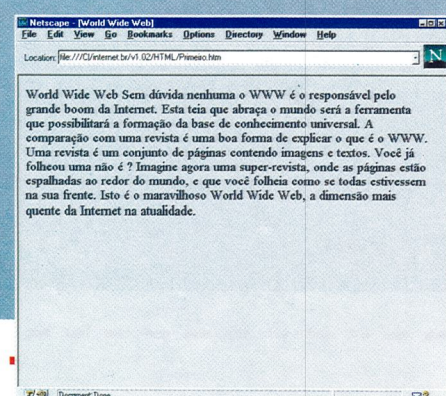 Netscape - [World Wide Web]
File Edit View Go Bookmarks Options Directory Window Help
Location: file:///C|/internet.br/v1.02/HTML/Primeiro.htm
N
World Wide Web Sem dúvida nenhuma o WWW é o responsável pelo
grande boom da Internet. Esta teia que abraça o mundo será a ferramenta
que possibilitará a formação da base de conhecimento universal. A
comparação com uma revista é uma boa forma de explicar o que é o WWW.
Uma revista é um conjunto de páginas contendo imagens e textos. Você já
folheou uma não é ? Imagine agora uma super-revista, onde as páginas estão
espalhadas ao redor do mundo, e que você folheia como se todas estivessem
na sua frente. Isto é o maravilhoso World Wide Web, a dimensão mais
quente da Internet na atualidade.
Document: Done